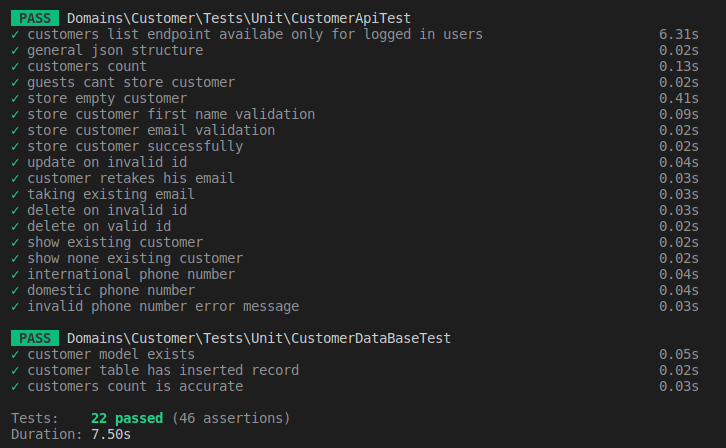 PASS Domains\Customer\Tests\Unit\CustomerApiTest
✓ customers list endpoint availabe only for logged in users 6.31s
✓ general json structure 0.02s
✓ customers count 0.13s
✓ guests cant store customer 0.02s
✓ store empty customer 0.41s
✓ store customer first name validation 0.09s
✓ store customer email validation 0.02s
✓ store customer successfully 0.02s
✓ update on invalid id 0.04s
✓ customer retakes his email 0.03s
✓ taking existing email 0.03s
✓ delete on invalid id 0.03s
✓ delete on valid id 0.02s
✓ show existing customer 0.02s
✓ show none existing customer 0.02s
✓ international phone number 0.04s
✓ domestic phone number 0.04s
✓ invalid phone number error message 0.03s
PASS Domains\Customer\Tests\Unit\CustomerDataBaseTest
✓ customer model exists 0.05s
✓ customer table has inserted record 0.02s
✓ customers count is accurate 0.03s
Tests: 22 passed (46 assertions)
Duration: 7.50s